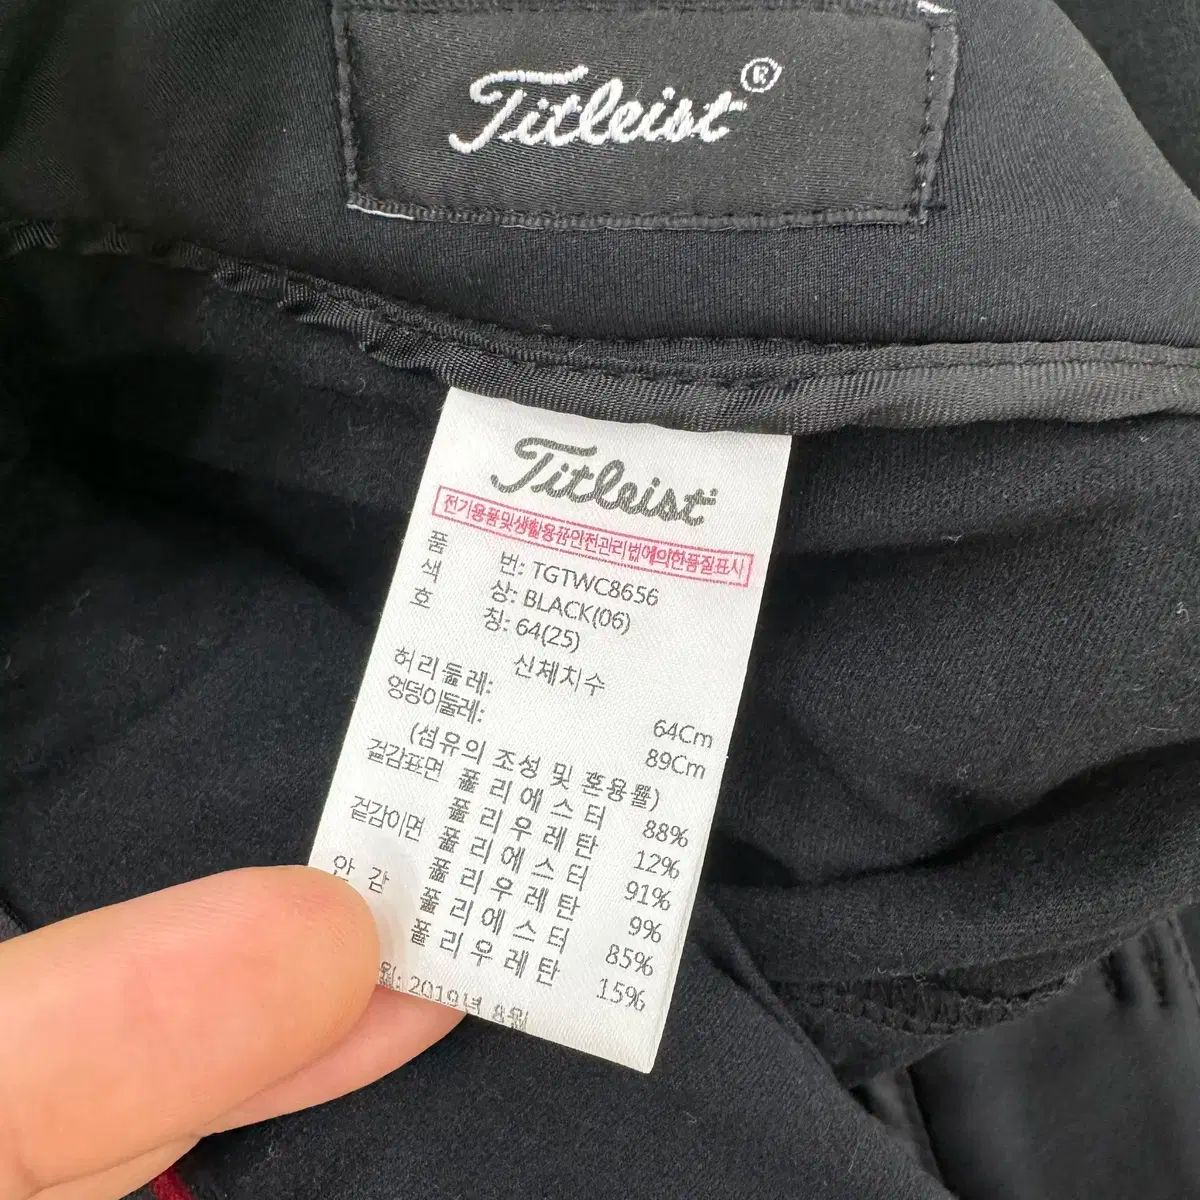 Titleist®
Titleist
전기용품및생활용품안전관리법에의한품질표시
품 번: TGTWC8656
색 상: BLACK(06)
호 칭: 64(25)
신체치수
허리둘레: 64Cm
엉덩이둘레: 89Cm
(섬유의 조성 및 혼용률)
겉감표면 폴리에스터 88%
폴리우레탄 12%
겉감이면 폴리에스터 91%
폴리우레탄 9%
안 감 폴리에스터 85%
폴리우레탄 15%
월: 2019년 8월